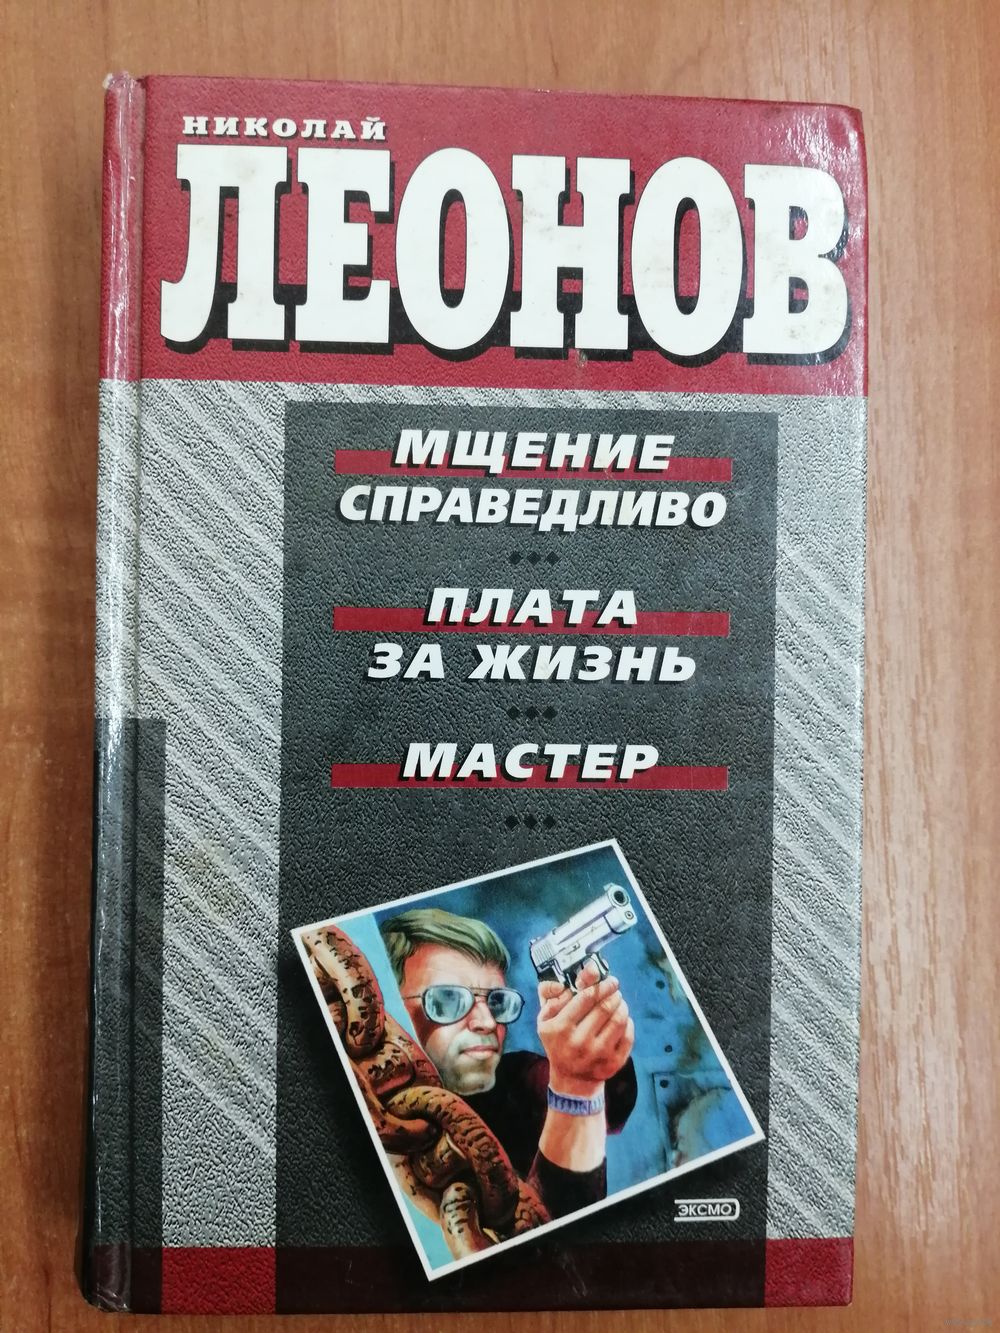 НИКОЛАЙ
ЛЕОНОВ
МЩЕНИЕ
СПРАВЕДЛИВО
ПЛАТА
ЗА ЖИЗНЬ
МАСТЕР
ЭКСМО